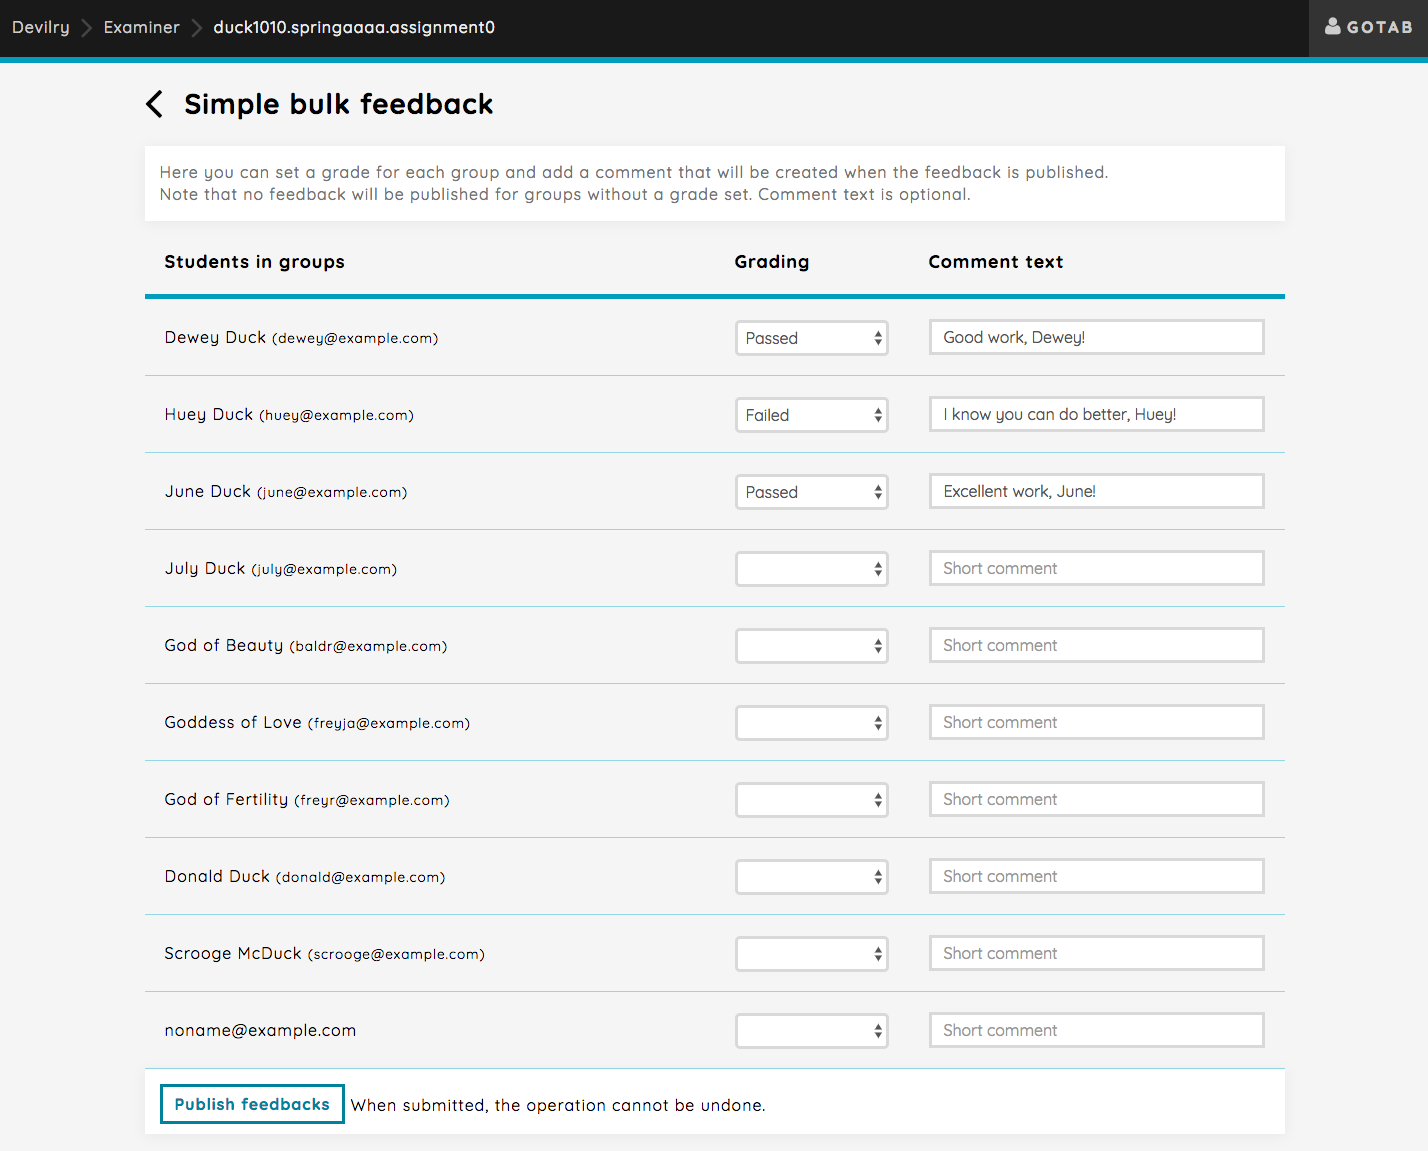 Devilry Examiner duck1010.springaaaa.assignment0 GOTAB
Simple bulk feedback
Here you can set a grade for each group and add a comment that will be created when the feedback is published.
Note that no feedback will be published for groups without a grade set. Comment text is optional.
Students in groups Grading Comment text
Dewey Duck (dewey@example.com) Passed Good work, Dewey!
Huey Duck (huey@example.com) Failed I know you can do better, Huey!
June Duck (june@example.com) Passed Excellent work, June!
July Duck (july@example.com) Short comment
God of Beauty (baldr@example.com) Short comment
Goddess of Love (freyja@example.com) Short comment
God of Fertility (freyr@example.com) Short comment
Donald Duck (donald@example.com) Short comment
Scrooge McDuck (scrooge@example.com) Short comment
noname@example.com Short comment
Publish feedbacks When submitted, the operation cannot be undone.